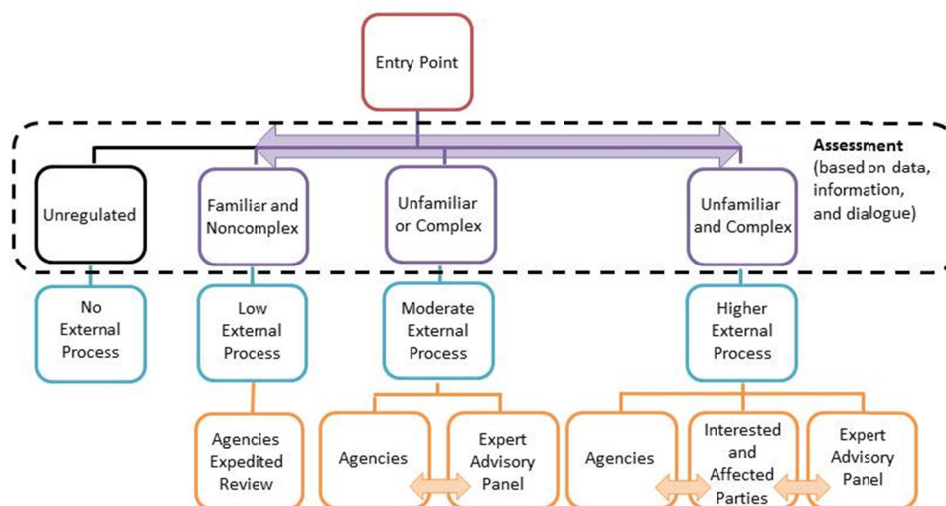 Entry Point
Assessment
(based on data,
information,
and dialogue)
Unregulated
Familiar and
Noncomplex
Unfamiliar
or Complex
Unfamiliar
and Complex
No
External
Process
Low
External
Process
Moderate
External
Process
Higher
External
Process
Agencies
Expedited
Review
Agencies
Expert
Advisory
Panel
Agencies
Interested
and
Affected
Parties
Expert
Advisory
Panel